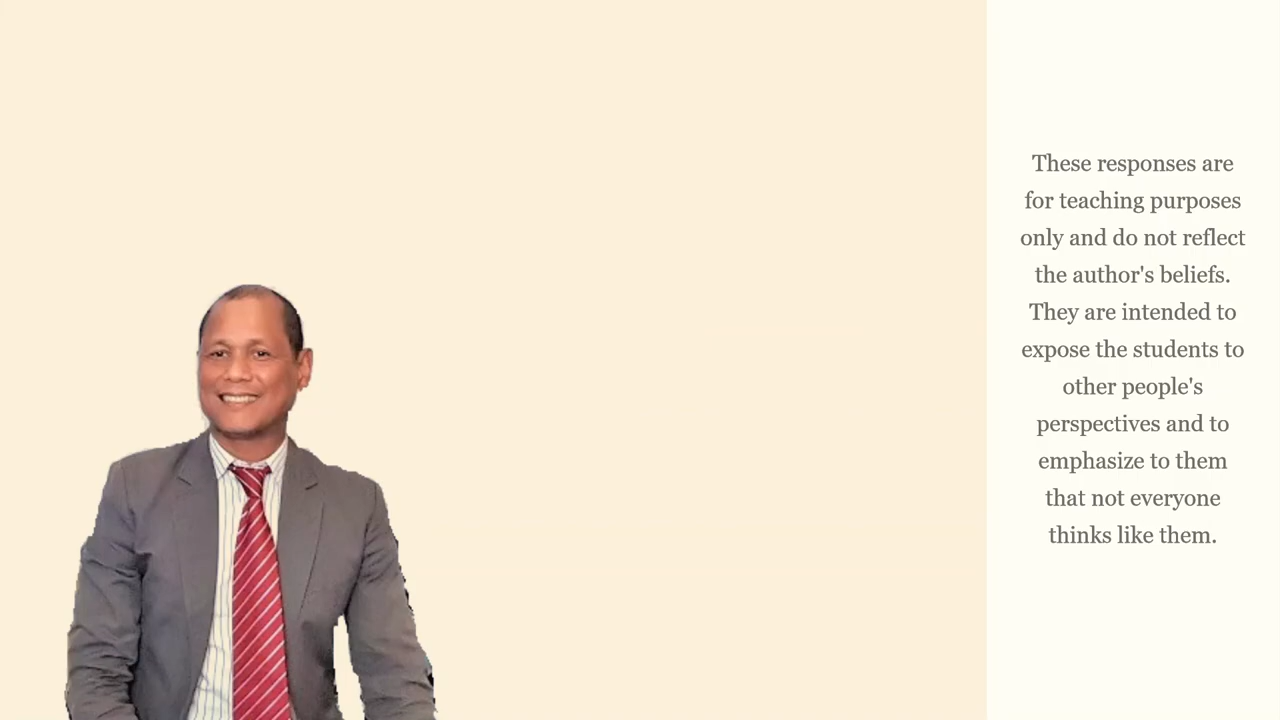 These responses are
for teaching purposes
only and do not reflect
the author's beliefs.
They are intended to
expose the students to
other people's
perspectives and to
emphasize to them
that not everyone
thinks like them.